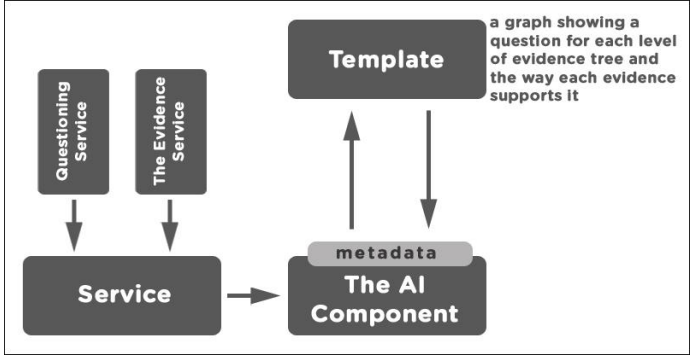 Template
a graph showing a
question for each level
of evidence tree and
the way each evidence
supports it
Questioning
Service
The Evidence
Service
metadata
Service
The AI
Component